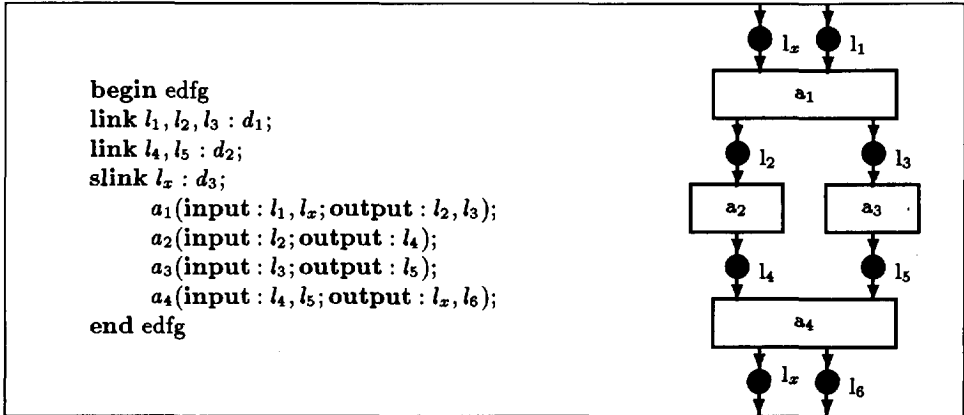 begin edfg
link l₁, l₂, l₃ : d₁;
link l₄, l₅ : d₂;
slink lₓ : d₃;
a₁(input : l₁, lₓ; output : l₂, l₃);
a₂(input : l₂; output : l₄);
a₃(input : l₃; output : l₅);
a₄(input : l₄, l₅; output : lₓ, l₆);
end edfg
lₓ l₁
a₁
l₂ l₃
a₂ a₃
l₄ l₅
a₄
lₓ l₆